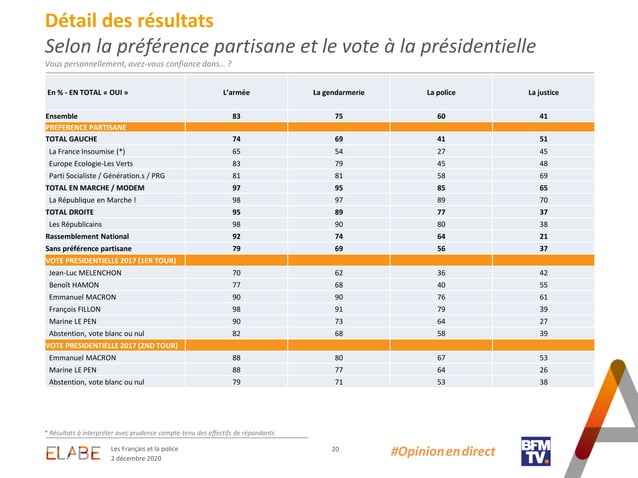 Détail des résultats
Selon la préférence partisane et le vote à la présidentielle
Vous personnellement, avez-vous confiance dans… ?
En % - EN TOTAL « OUI » L'armée La gendarmerie La police La justice
Ensemble 83 75 60 41
PREFERENCE PARTISANE
TOTAL GAUCHE 74 69 41 51
La France Insoumise (*) 65 54 27 45
Europe Ecologie-Les Verts 83 79 45 48
Parti Socialiste / Génération.s / PRG 81 81 58 69
TOTAL EN MARCHE / MODEM 97 95 85 65
La République en Marche ! 98 97 89 70
TOTAL DROITE 95 89 77 37
Les Républicains 98 90 80 38
Rassemblement National 92 74 64 21
Sans préférence partisane 79 69 56 37
VOTE PRESIDENTIELLE 2017 (1ER TOUR)
Jean-Luc MELENCHON 70 62 36 42
Benoît HAMON 77 68 40 55
Emmanuel MACRON 90 90 76 61
François FILLON 98 91 79 39
Marine LE PEN 90 73 64 27
Abstention, vote blanc ou nul 82 68 58 39
VOTE PRESIDENTIELLE 2017 (2ND TOUR)
Emmanuel MACRON 88 80 67 53
Marine LE PEN 88 77 64 26
Abstention, vote blanc ou nul 79 71 53 38
* Résultats à interpréter avec prudence compte-tenu des effectifs de répondants
ELABE
Les Français et la police
2 décembre 2020
20
#Opinionendirect
BFM
TV.